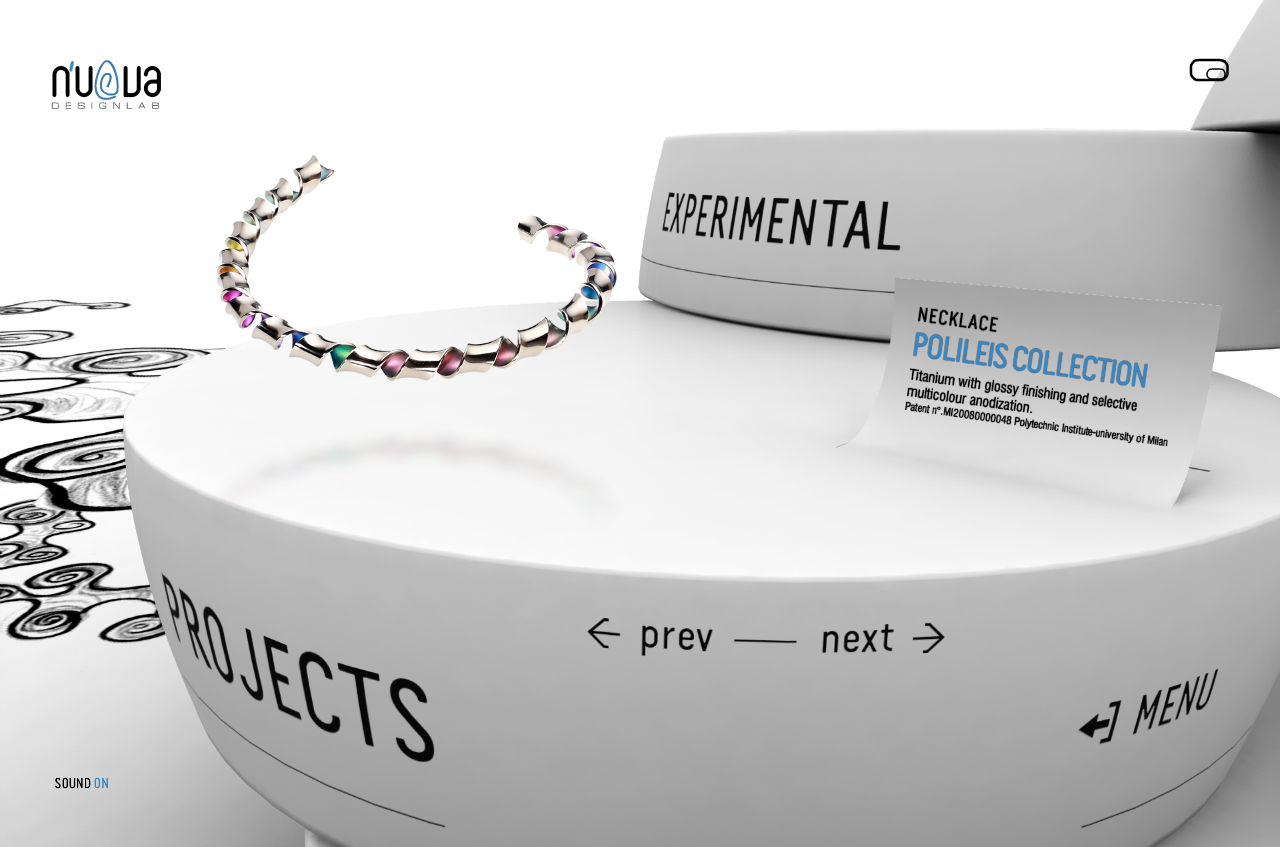 n'uova
DESIGNLAB
EXPERIMENTAL
NECKLACE
POLILEIS COLLECTION
Titanium with glossy finishing and selective
multicolour anodization.
Patent n°.MI20080000048 Polytechnic Institute-university of Milan
PROJECTS
prev
next
MENU
SOUND ON